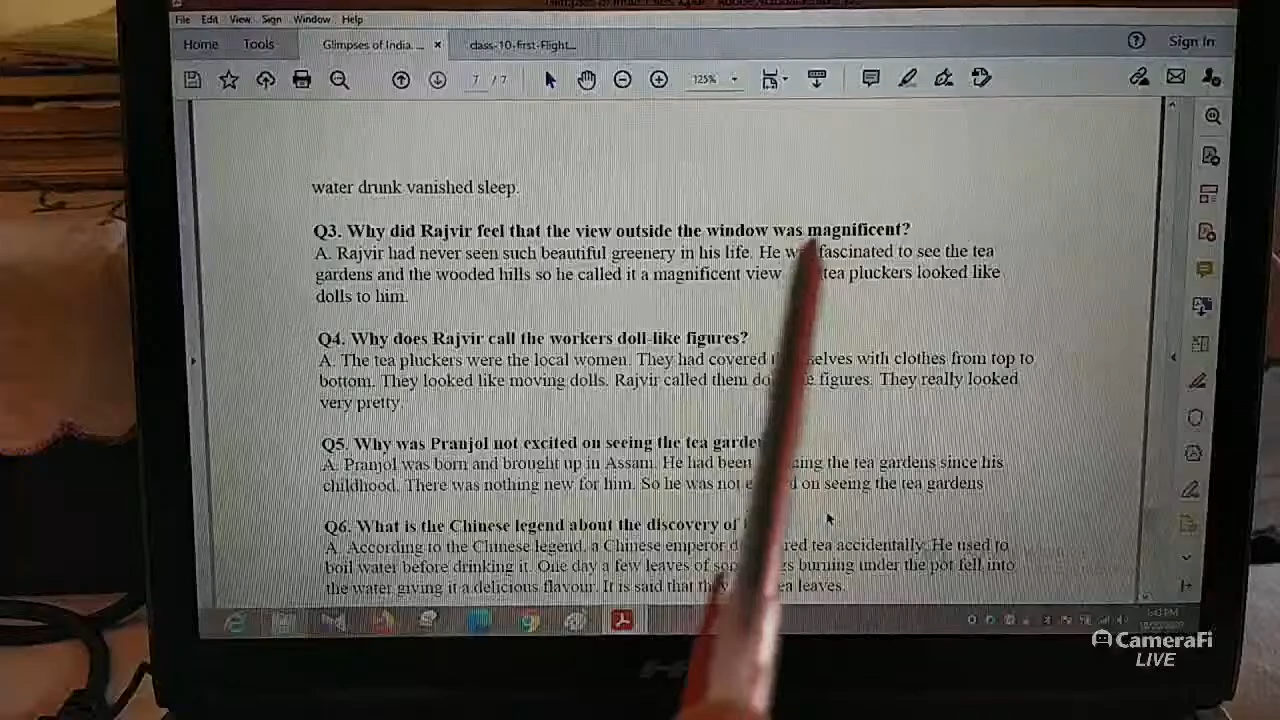 File Edit View Sign Window Help
Home Tools Glimpses of India.... × class-10-first-Flight... Sign In
7 / 7 125%
water drunk vanished sleep.
Q3. Why did Rajvir feel that the view outside the window was magnificent?
A. Rajvir had never seen such beautiful greenery in his life. He fascinated to see the tea
gardens and the wooded hills so he called it a magnificent view tea pluckers looked like
dolls to him.
Q4. Why does Rajvir call the workers doll-like figures?
A. The tea pluckers were the local women. They had covered with clothes from top to
bottom. They looked like moving dolls. Rajvir called them figures. They really looked
very pretty.
Q5. Why was Pranjol not excited on seeing the tea
A. Pranjol was born and brought up in Assam. He had been the tea gardens since his
childhood. There was nothing new for him. So he was not on seeing the tea gardens
Q6. What is the Chinese legend about the discovery of
A. According to the Chinese legend, a Chinese emperor tea accidentally. He used to
boil water before drinking it. One day a few leaves of burning under the pot fell into
the water giving it a delicious flavour. It is said that leaves.
CameraFi
LIVE